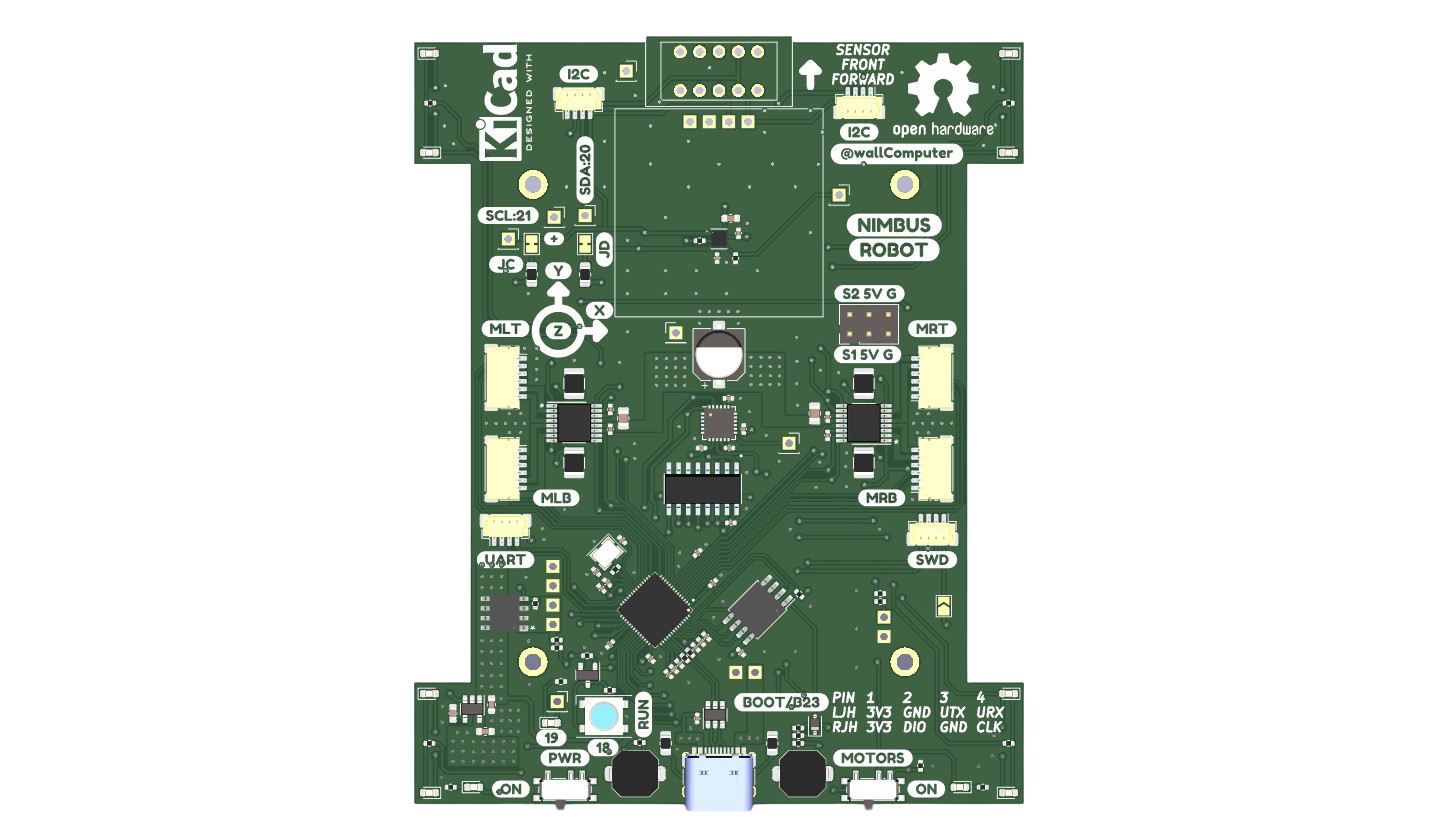 KiCad
DESIGNED WITH
I2C
SENSOR
FRONT
FORWARD
I2C
open hardware
@wallComputer
SDA:20
SCL:21
+
JC
JD
NIMBUS
ROBOT
Y
X
Z
S2 5V G
S1 5V G
MLT
MRT
+
MLB
MRB
UART
SWD
RUN
BOOT/B23
PIN 1 2 3 4
LJH 3V3 GND UTX URX
RJH 3V3 DIO GND CLK
19
18
PWR
MOTORS
ON
ON